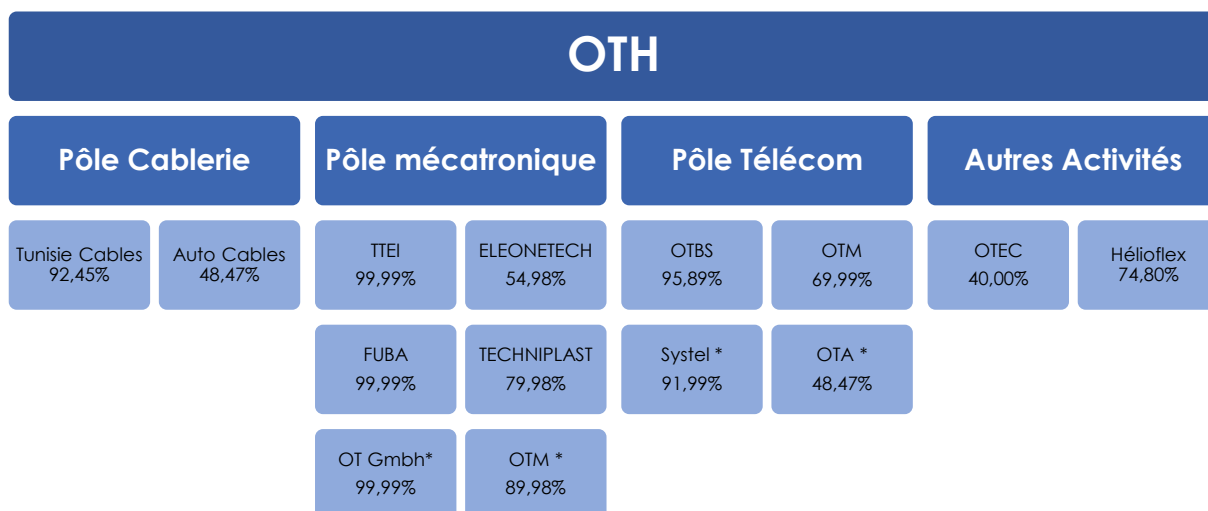 OTH
Pôle Cablerie
Pôle mécatronique
Pôle Télécom
Autres Activités
Tunisie Cables
92,45%
Auto Cables
48,47%
TTEI
99,99%
ELEONETECH
54,98%
OTBS
95,89%
OTM
69,99%
OTEC
40,00%
Hélioflex
74,80%
FUBA
99,99%
TECHNIPLAST
79,98%
Systel *
91,99%
OTA *
48,47%
OT Gmbh*
99,99%
OTM *
89,98%